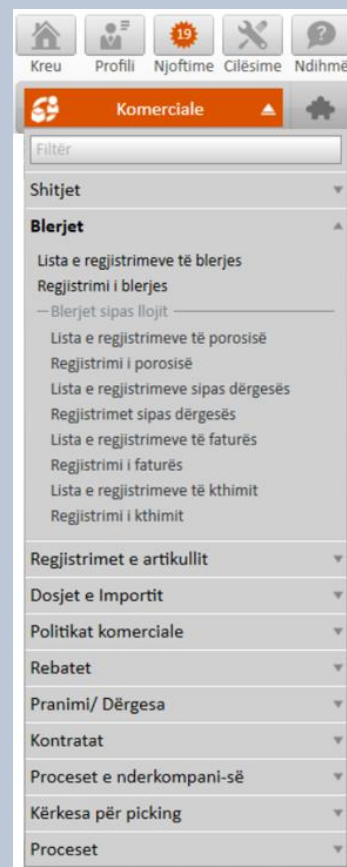 19
Kreu Profili Njoftime Cilësime Ndihmë
Komerciale
Filtër
Shitjet
Blerjet
Lista e regjistrimeve të blerjes
Regjistrimi i blerjes
Blerjet sipas llojit
Lista e regjistrimeve të porosisë
Regjistrimi i porosisë
Lista e regjistrimeve sipas dërgesës
Regjistrimet sipas dërgesës
Lista e regjistrimeve të faturës
Regjistrimi i faturës
Lista e regjistrimeve të kthimit
Regjistrimi i kthimit
Regjistrimet e artikullit
Dosjet e Importit
Politikat komerciale
Rebatet
Pranimi/ Dërgesa
Kontratat
Proceset e nderkompani-së
Kërkesa për picking
Proceset